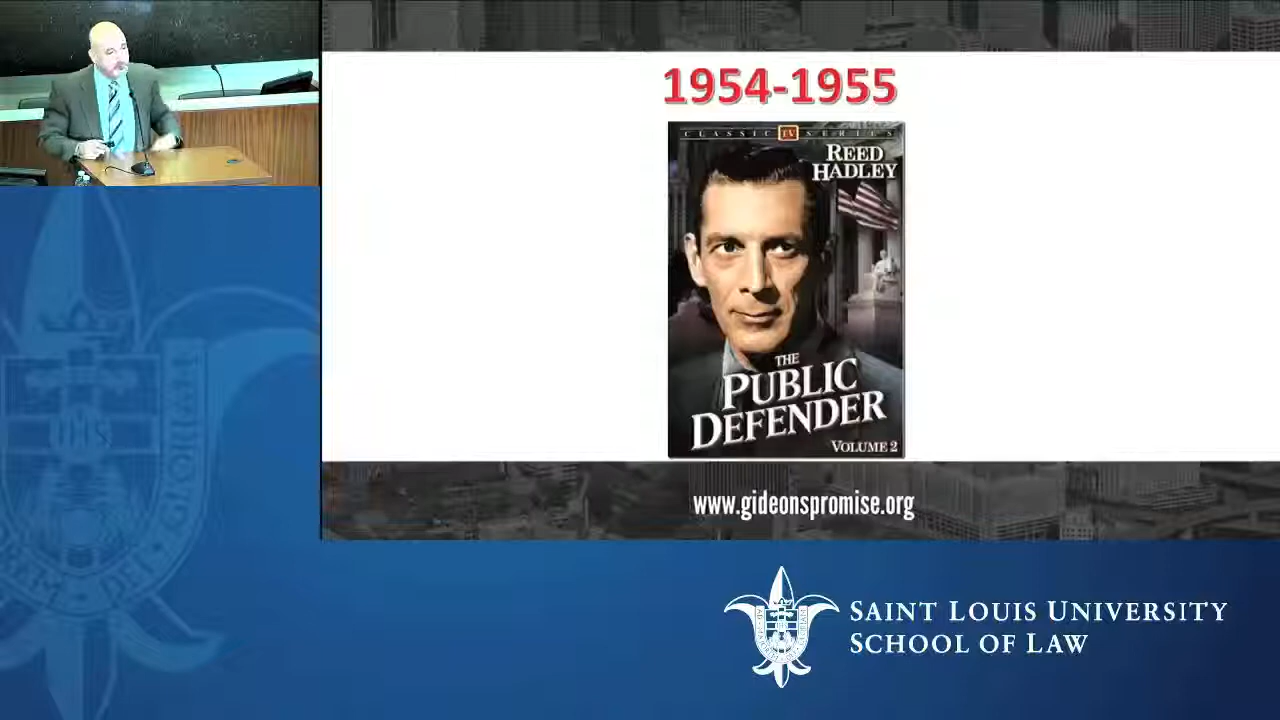 1954-1955
CLASSIC TV SERIES
REED
HADLEY
THE
PUBLIC
DEFENDER
VOLUME 2
www.gideonspromise.org
IHS
SAINT LOUIS UNIVERSITY
SCHOOL OF LAW